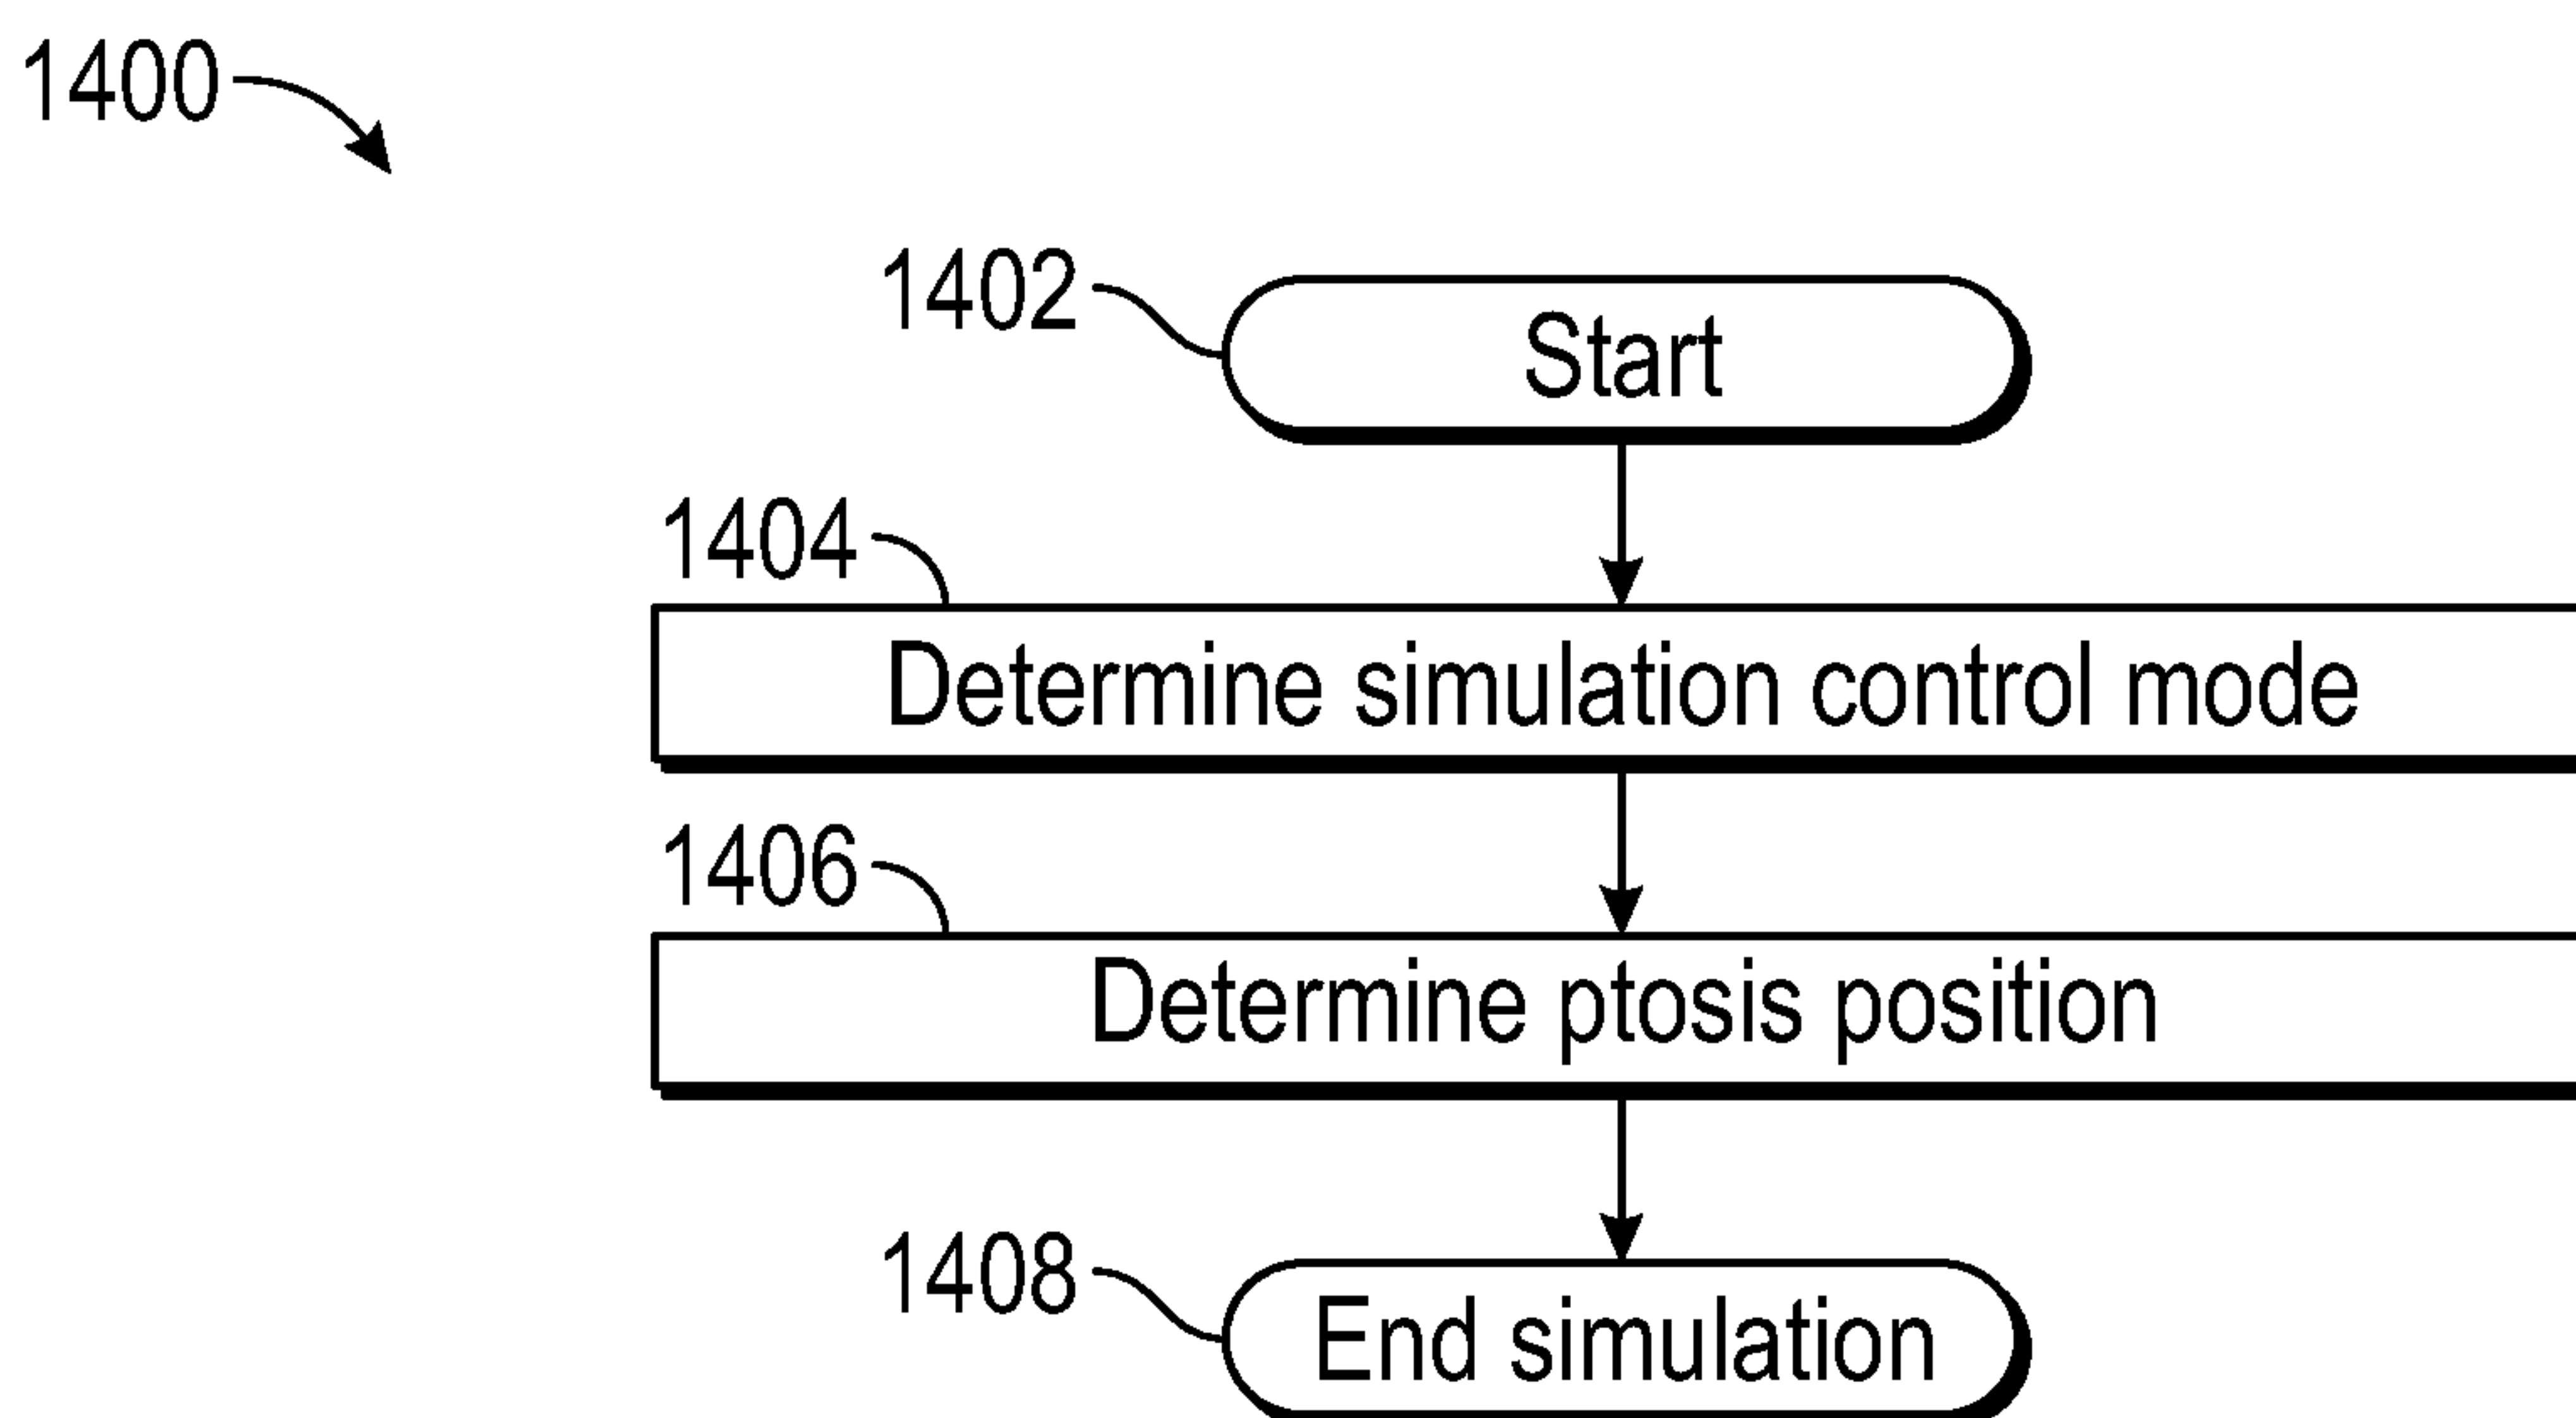 1400
1402
Start
1404
Determine simulation control mode
1406
Determine ptosis position
1408
End simulation